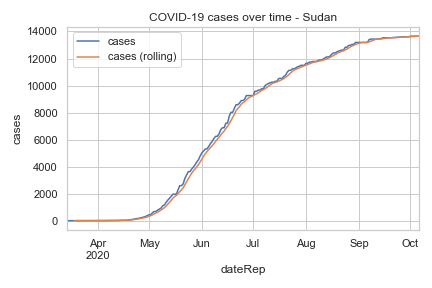 COVID-19 cases over time - Sudan
14000
12000
10000
8000
6000
4000
2000
0
cases
cases
cases (rolling)
Apr May Jun Jul Aug Sep Oct
2020
dateRep